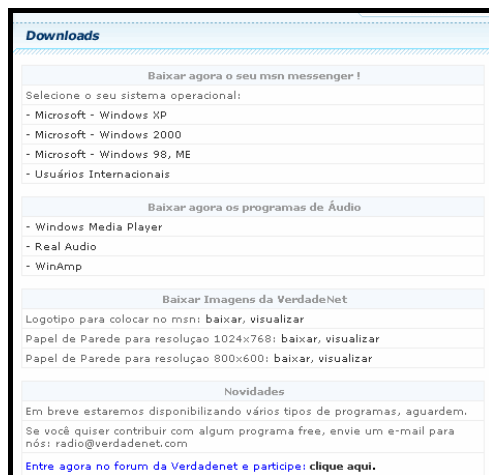 Downloads
Baixar agora o seu msn messenger !
Selecione o seu sistema operacional:
- Microsoft - Windows XP
- Microsoft - Windows 2000
- Microsoft - Windows 98, ME
- Usuários Internacionais
Baixar agora os programas de Áudio
- Windows Media Player
- Real Audio
- WinAmp
Baixar Imagens da VerdadeNet
Logotipo para colocar no msn: baixar, visualizar
Papel de Parede para resoluçao 1024x768: baixar, visualizar
Papel de Parede para resoluçao 800x600: baixar, visualizar
Novidades
Em breve estaremos disponibilizando vários tipos de programas, aguardem.
Se você quiser contribuir com algum programa free, envie um e-mail para
nós: radio@verdadenet.com
Entre agora no forum da Verdadenet e participe: clique aqui.